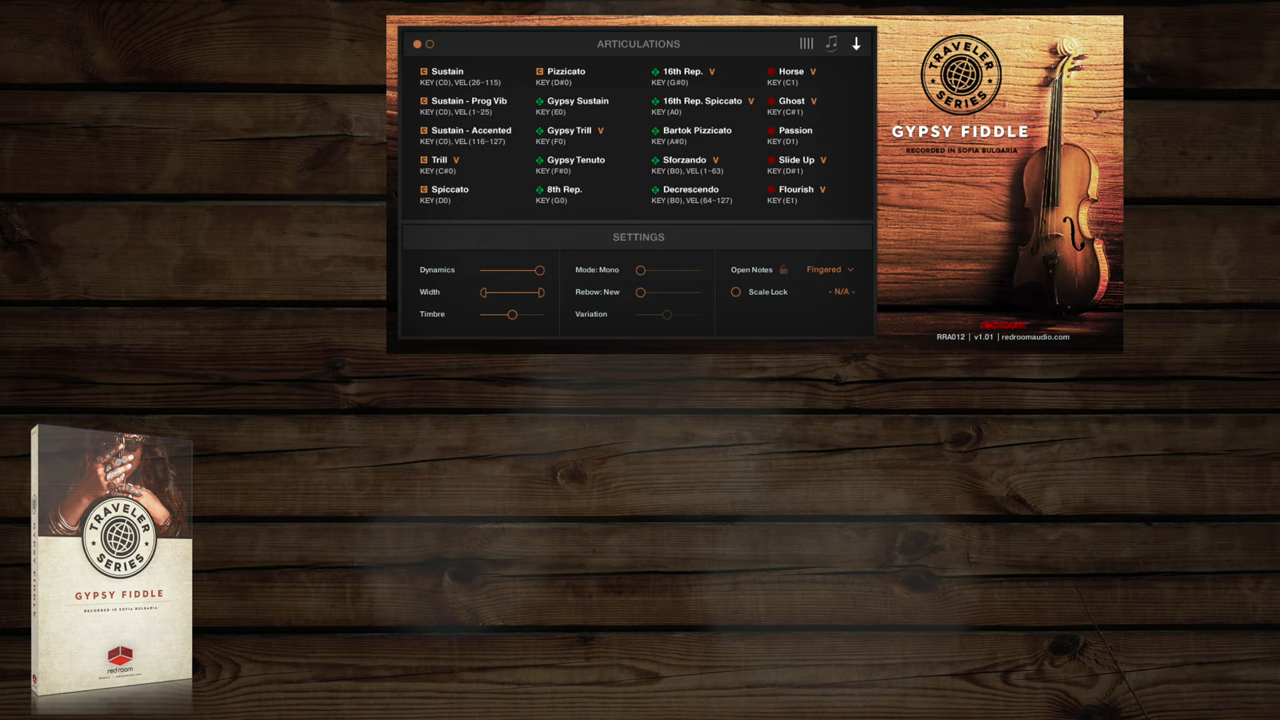 ARTICULATIONS
C Sustain
KEY (C0), VEL (26-115)
C Sustain - Prog Vib
KEY (C0), VEL (1-25)
C Sustain - Accented
KEY (C0), VEL (116-127)
C Trill V
KEY (C#0)
C Spiccato
KEY (D0)
C Pizzicato
KEY (D#0)
Gypsy Sustain
KEY (E0)
Gypsy Trill V
KEY (F0)
Gypsy Tenuto
KEY (F#0)
8th Rep.
KEY (G0)
16th Rep. V
KEY (G#0)
16th Rep. Spiccato V
KEY (A0)
Bartok Pizzicato
KEY (A#0)
Sforzando V
KEY (B0), VEL (1-63)
Decrescendo
KEY (B0), VEL (64-127)
Horse V
KEY (C1)
Ghost V
KEY (C#1)
Passion
KEY (D1)
Slide Up V
KEY (D#1)
Flourish V
KEY (E1)
SETTINGS
Dynamics
Width
Timbre
Mode: Mono
Rebow: New
Variation
Open Notes Fingered
Scale Lock - N/A -
TRAVELER
SERIES
GYPSY FIDDLE
RECORDED IN SOFIA BULGARIA
redroom
RRA012 | v1.01 | redroomaudio.com
TRAVELER
SERIES
GYPSY FIDDLE
RECORDED IN SOFIA BULGARIA
redroom
GYPSY FIDDLE